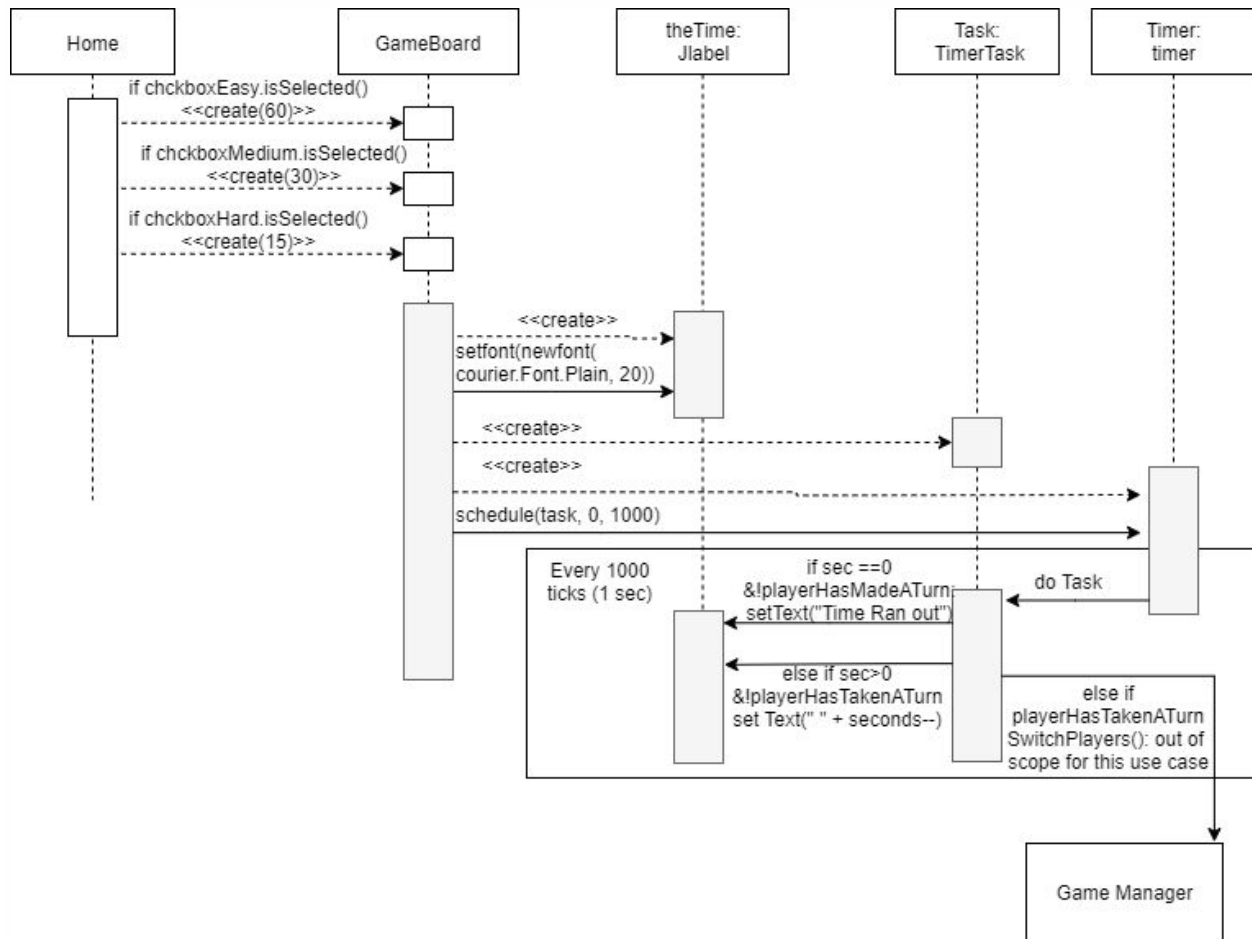 Home
GameBoard
theTime:
Jlabel
Task:
TimerTask
Timer:
timer
if chckboxEasy.isSelected()
<<create(60)>>
if chckboxMedium.isSelected()
<<create(30)>>
if chckboxHard.isSelected()
<<create(15)>>
<<create>>
setfont(newfont(
courier.Font.Plain, 20))
<<create>>
<<create>>
schedule(task, 0, 1000)
Every 1000
ticks (1 sec)
if sec ==0
&!playerHasMadeATurn:
setText("Time Ran out")
do Task
else if sec>0
&!playerHasTakenATurn
set Text(" " + seconds--)
else if
playerHasTakenATurn
SwitchPlayers(): out of
scope for this use case
Game Manager